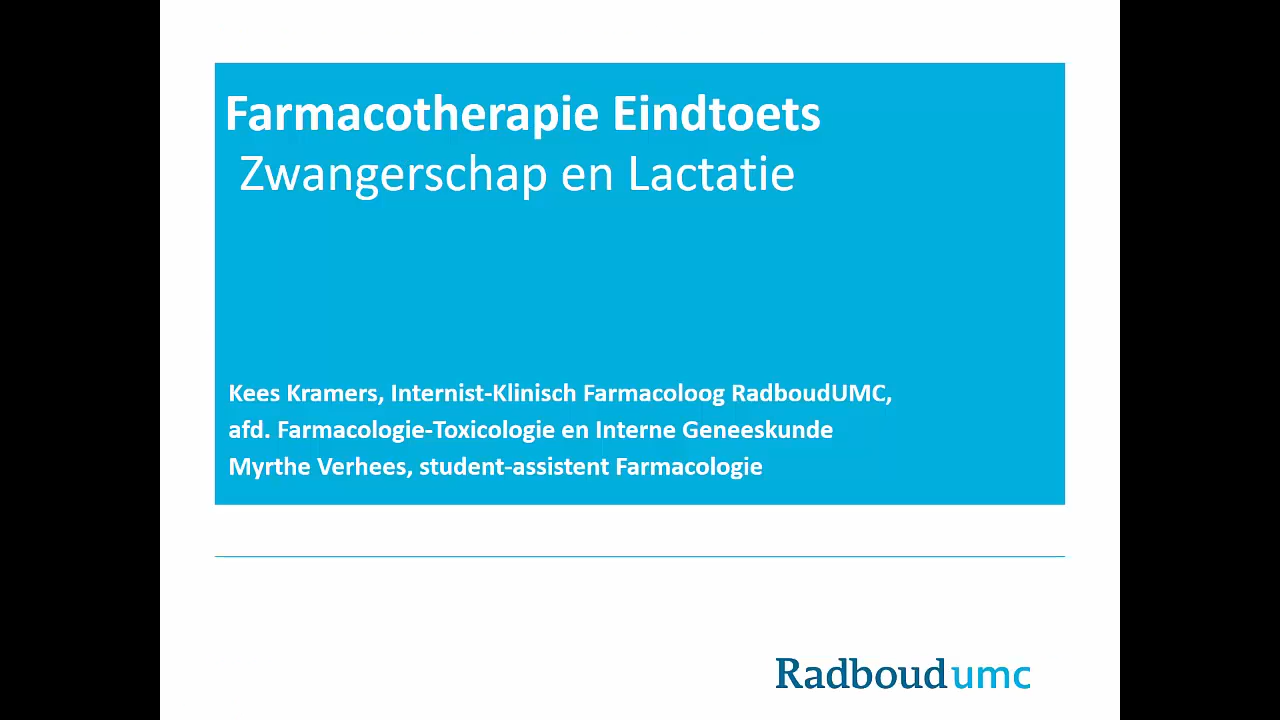 Farmacotherapie Eindtoets
Zwangerschap en Lactatie
Kees Kramers, Internist-Klinisch Farmacoloog RadboudUMC,
afd. Farmacologie-Toxicologie en Interne Geneeskunde
Myrthe Verhees, student-assistent Farmacologie
Radboudumc